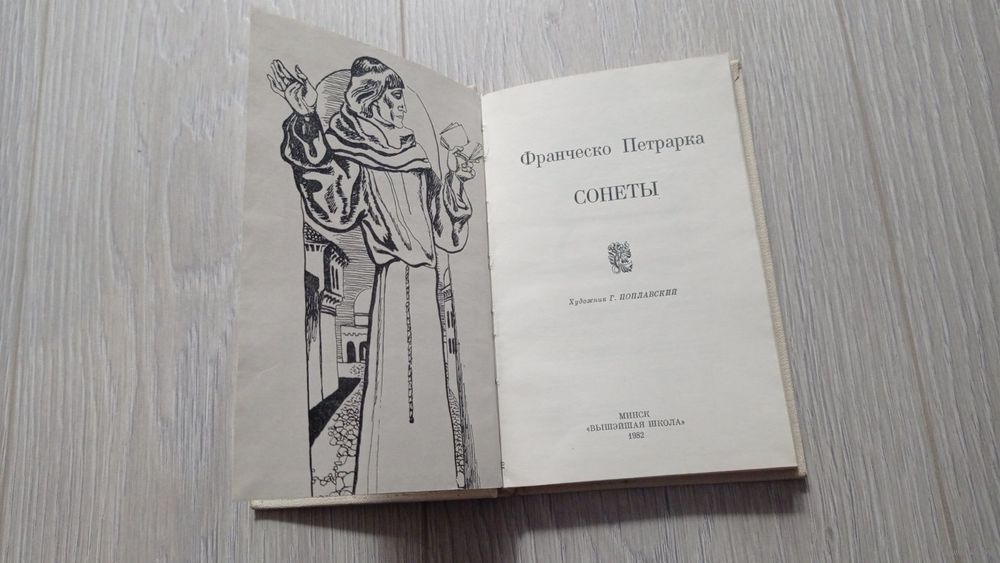 Франческо Петрарка
СОНЕТЫ
Художник Г. ПОПЛАВСКИЙ
МИНСК
«ВЫШЭЙШАЯ ШКОЛА»
1982